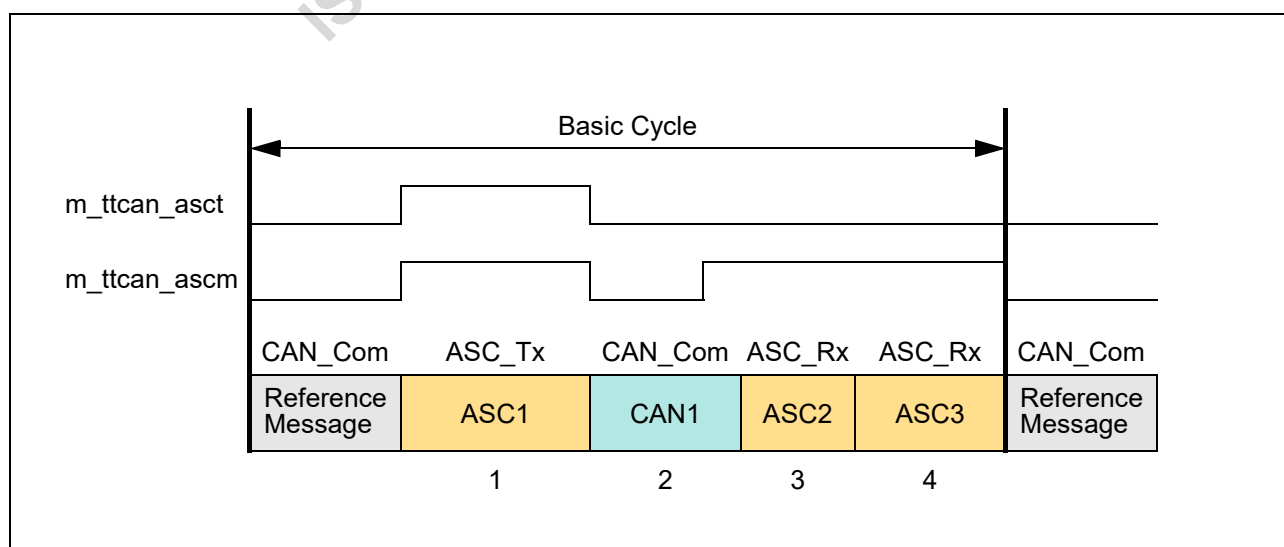 IS
Basic Cycle
m_ttcan_asct
m_ttcan_ascm
CAN_Com ASC_Tx CAN_Com ASC_Rx ASC_Rx CAN_Com
Reference Message ASC1 CAN1 ASC2 ASC3 Reference Message
1 2 3 4